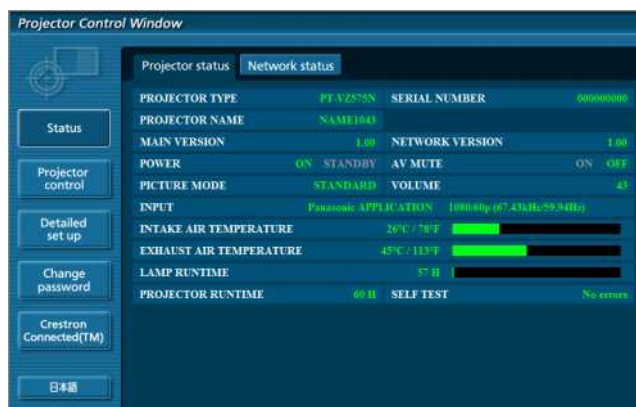 Projector Control Window
Projector status Network status
PROJECTOR TYPE PT-VZ575N SERIAL NUMBER 000000000
PROJECTOR NAME NAME1043
MAIN VERSION 1.00 NETWORK VERSION 1.00
POWER ON STANDBY AV MUTE ON OFF
PICTURE MODE STANDARD VOLUME 43
INPUT Panasonic APPLICATION 1080/60p (67.43kHz/59.94Hz)
INTAKE AIR TEMPERATURE 26°C / 78°F
EXHAUST AIR TEMPERATURE 45°C / 113°F
LAMP RUNTIME 57 H
PROJECTOR RUNTIME 60 H SELF TEST No errors
Status
Projector
control
Detailed
set up
Change
password
Crestron
Connected(TM)
日本語